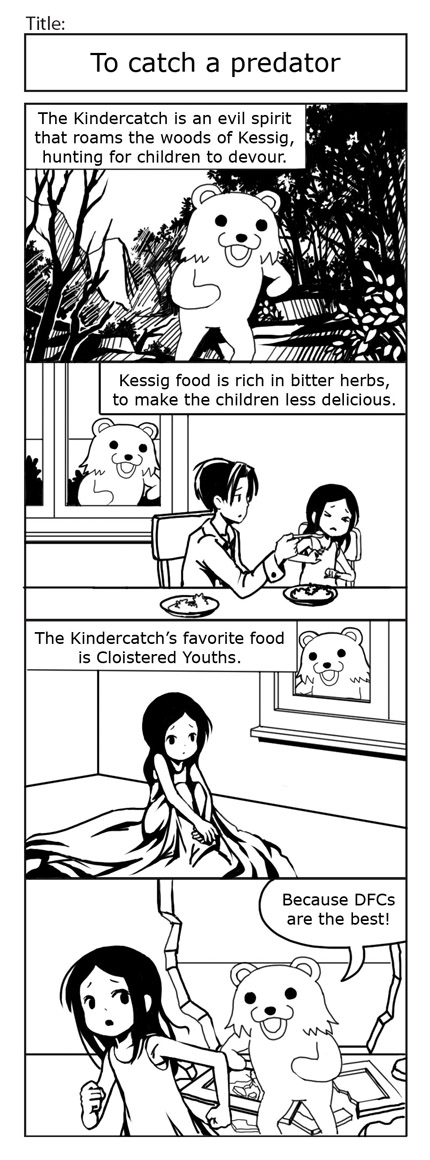 Title:
To catch a predator
The Kindercatch is an evil spirit
that roams the woods of Kessig,
hunting for children to devour.
Kessig food is rich in bitter herbs,
to make the children less delicious.
The Kindercatch’s favorite food
is Cloistered Youths.
Because DFCs
are the best!